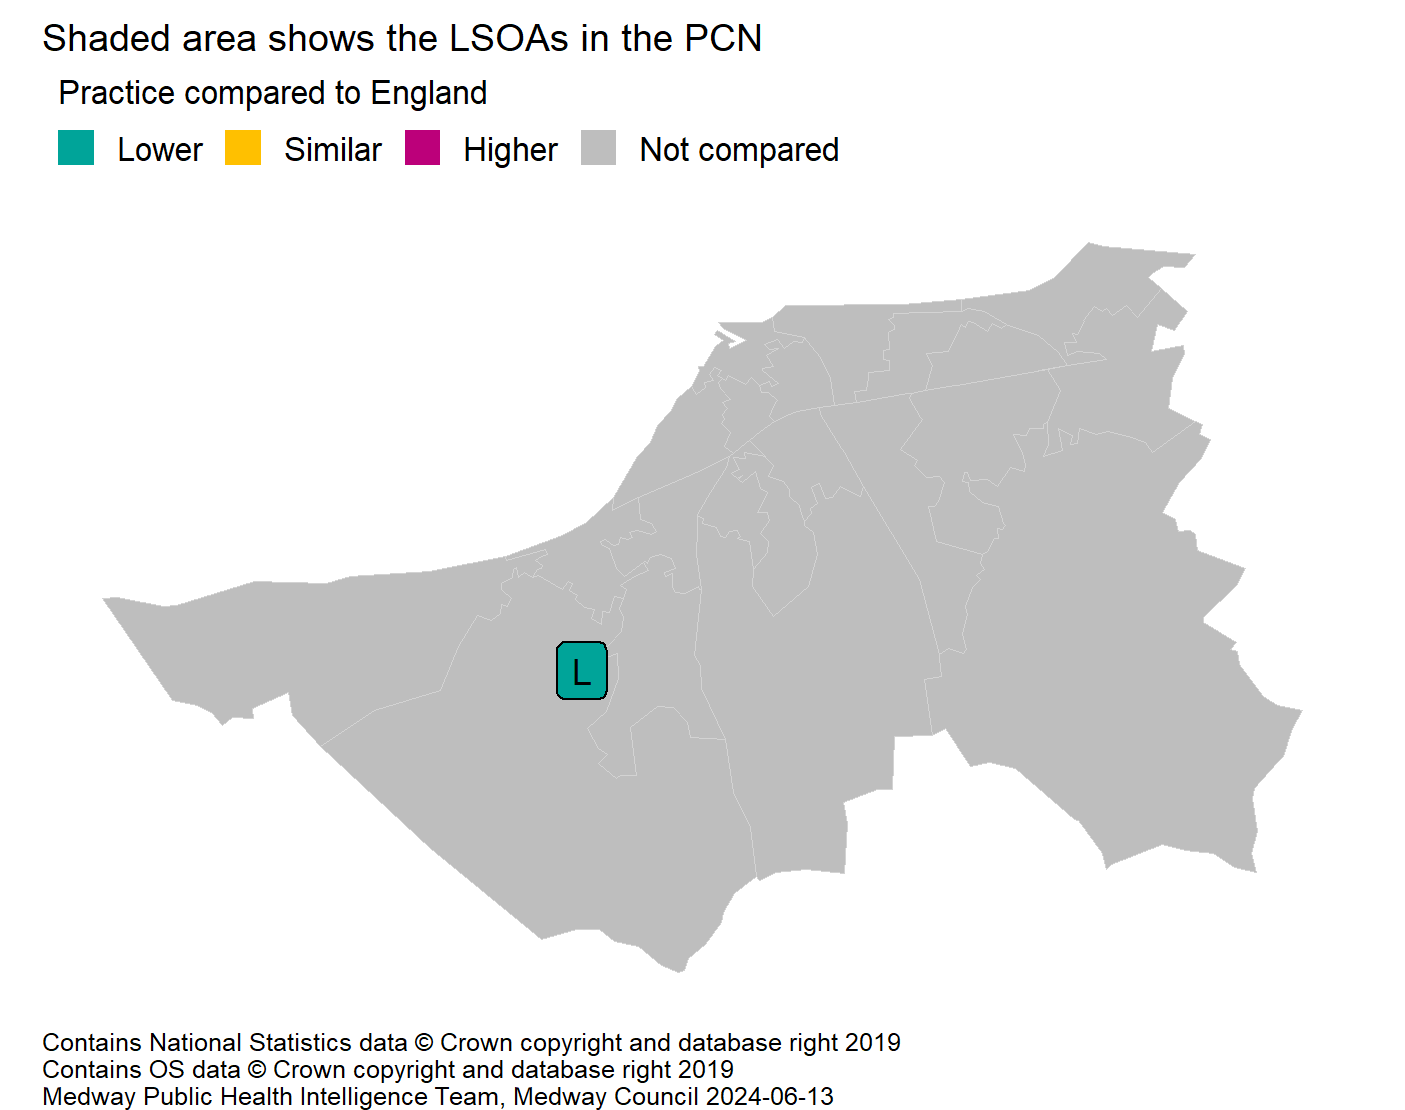 Shaded area shows the LSOAs in the PCN
Practice compared to England
Lower Similar Higher Not compared
L
Contains National Statistics data © Crown copyright and database right 2019
Contains OS data © Crown copyright and database right 2019
Medway Public Health Intelligence Team, Medway Council 2024-06-13